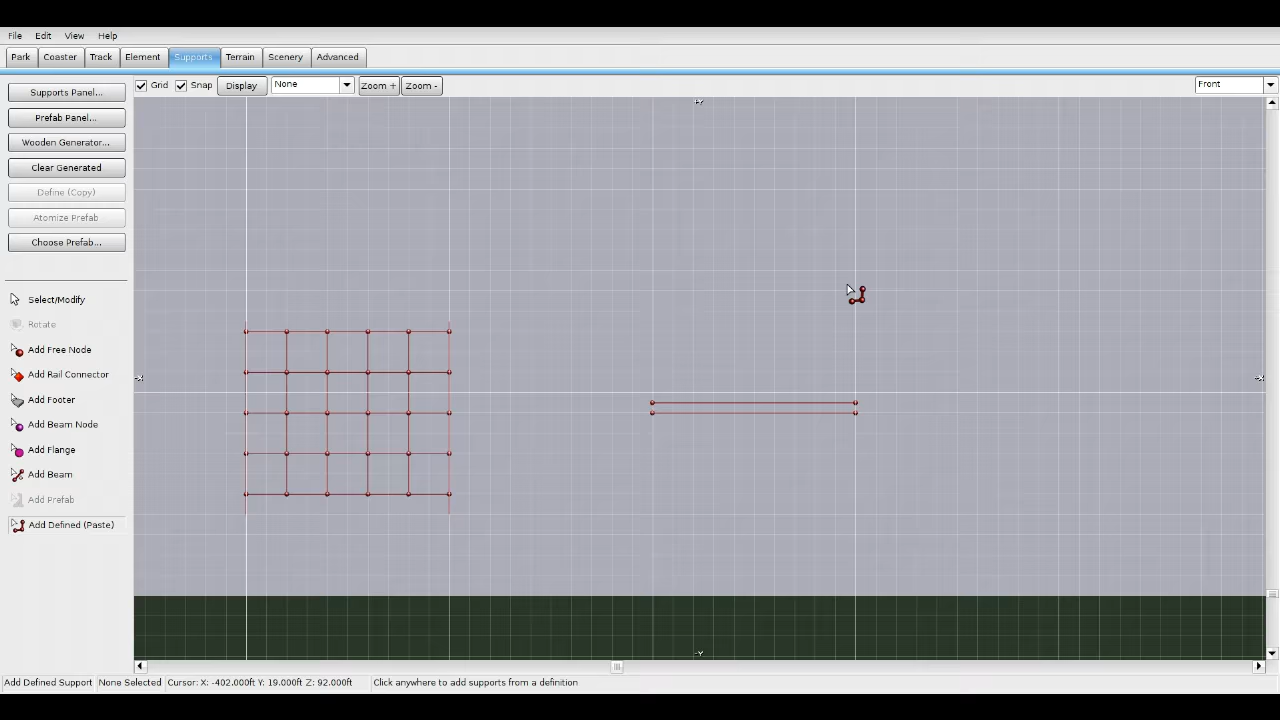 File Edit View Help
Park Coaster Track Element Supports Terrain Scenery Advanced
Supports Panel... Grid Snap Display None Zoom + Zoom - Front
Prefab Panel...
Wooden Generator...
Clear Generated
Define (Copy)
Atomize Prefab
Choose Prefab...
Select/Modify
Rotate
Add Free Node
Add Rail Connector
Add Footer
Add Beam Node
Add Flange
Add Beam
Add Prefab
Add Defined (Paste)
-Y
Add Defined Support None Selected Cursor: X: -402.000ft Y: 19.000ft Z: 92.000ft Click anywhere to add supports from a definition